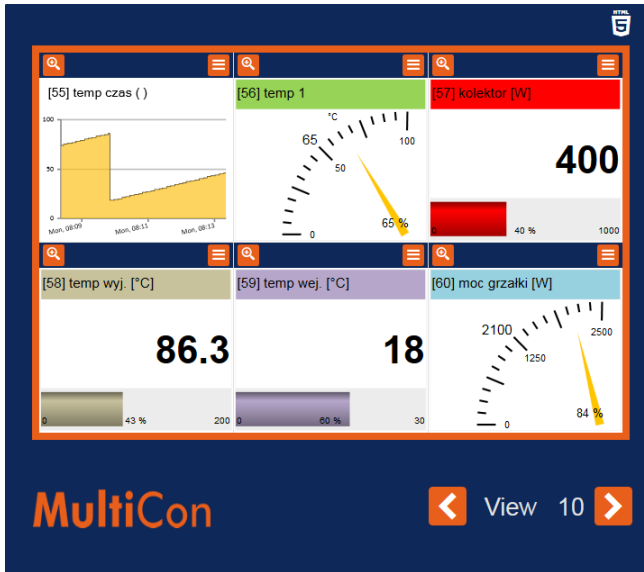 HTML
5
[55] temp czas ( )
100
50
0
Mon, 08:09
Mon, 08:11
Mon, 08:13
[56] temp 1
°C
65
100
50
0
65 %
[57] kolektor [W]
400
0
40 %
1000
[58] temp wyj. [°C]
86.3
0
43 %
200
[59] temp wej. [°C]
18
0
60 %
30
[60] moc grzałki [W]
2100
2500
1250
0
84 %
MultiCon
View 10